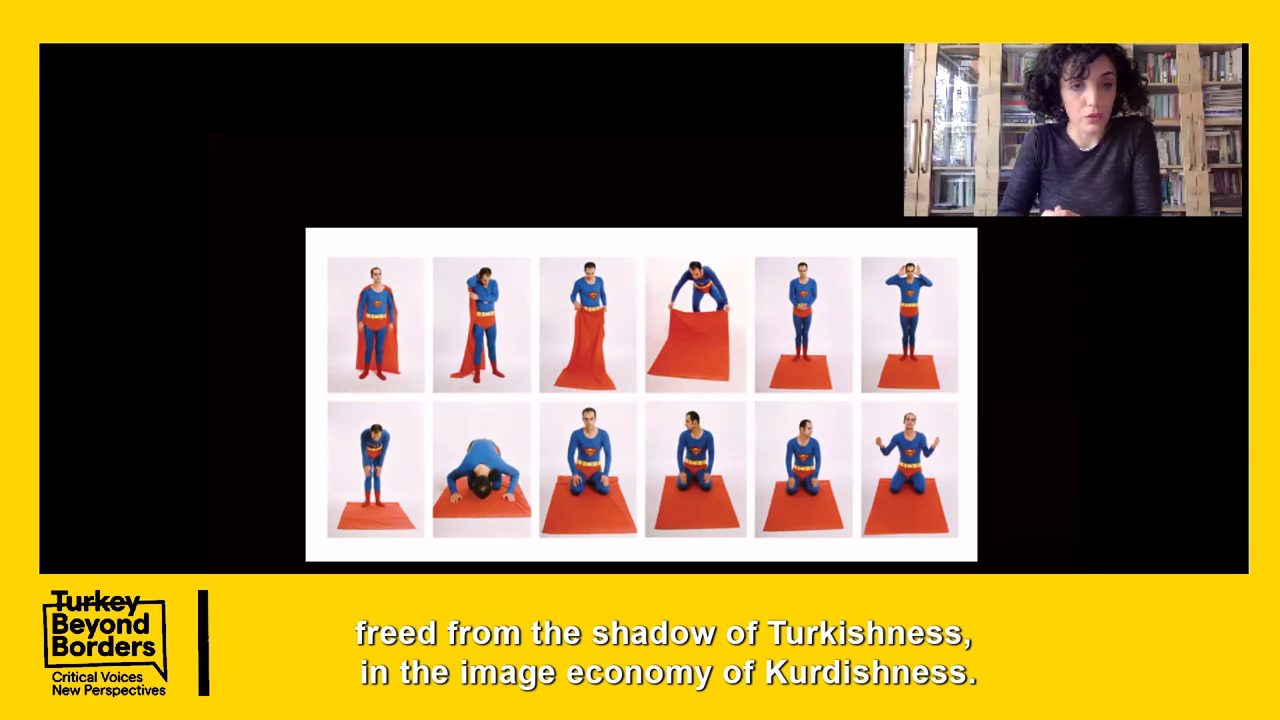 Turkey
Beyond
Borders
Critical Voices
New Perspectives
freed from the shadow of Turkishness,
in the image economy of Kurdishness.